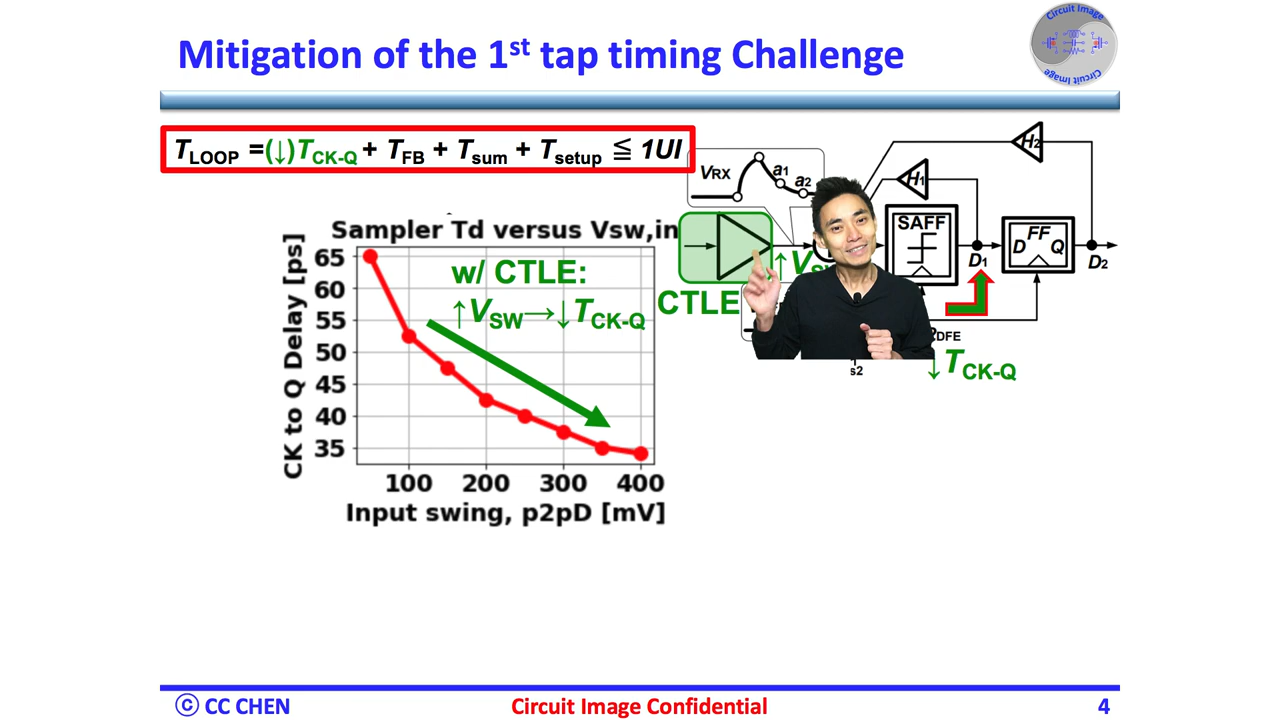 Mitigation of the 1st tap timing Challenge
Circuit Image
Circuit Image
TLOOP =(↓)TCK-Q + TFB + Tsum + Tsetup ≦ 1UI
VRX
a1
a2
H2
H1
SAFF
D1
FF
D Q
D2
CTLE
DFE
s2
↓TCK-Q
Sampler Td versus Vsw,in
w/ CTLE:
↑VSW→↓TCK-Q
CK to Q Delay [ps]
65
60
55
50
45
40
35
100 200 300 400
Input swing, p2pD [mV]
© CC CHEN
Circuit Image Confidential
4